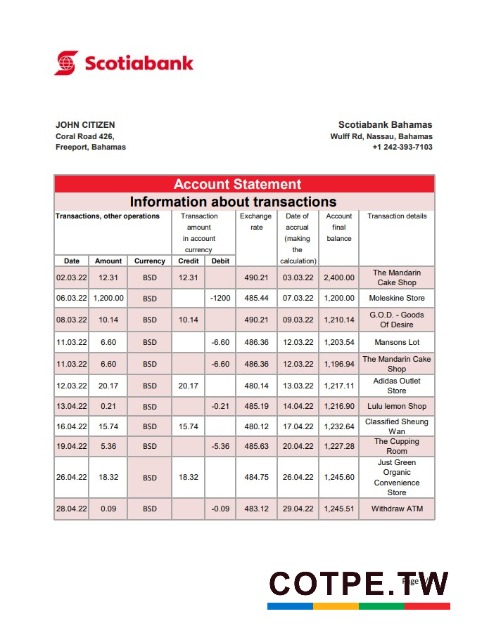 Scotiabank
JOHN CITIZEN
Coral Road 426,
Freeport, Bahamas
Scotiabank Bahamas
Wulff Rd, Nassau, Bahamas
+1 242-393-7103
Account Statement
Information about transactions
Transactions, other operations
Transaction
amount
in account
currency
Exchange
rate
Date of
accrual
(making
the
calculation)
Account
final
balance
Transaction details
Date Amount Currency Credit Debit
02.03.22 12.31 BSD 12.31 490.21 03.03.22 2,400.00 The Mandarin
Cake Shop
06.03.22 1,200.00 BSD -1200 485.44 07.03.22 1,200.00 Moleskine Store
08.03.22 10.14 BSD 10.14 490.21 09.03.22 1,210.14 G.O.D. - Goods
Of Desire
11.03.22 6.60 BSD -6.60 486.36 12.03.22 1,203.54 Mansons Lot
11.03.22 6.60 BSD -6.60 486.36 12.03.22 1,196.94 The Mandarin Cake
Shop
12.03.22 20.17 BSD 20.17 480.14 13.03.22 1,217.11 Adidas Outlet
Store
13.04.22 0.21 BSD -0.21 485.19 14.04.22 1,216.90 Lulu lemon Shop
16.04.22 15.74 BSD 15.74 480.12 17.04.22 1,232.64 Classified Sheung
Wan
19.04.22 5.36 BSD -5.36 485.63 20.04.22 1,227.28 The Cupping
Room
26.04.22 18.32 BSD 18.32 484.75 26.04.22 1,245.60 Just Green
Organic
Convenience
Store
28.04.22 0.09 BSD -0.09 483.12 29.04.22 1,245.51 Withdraw ATM
COTPE.TW